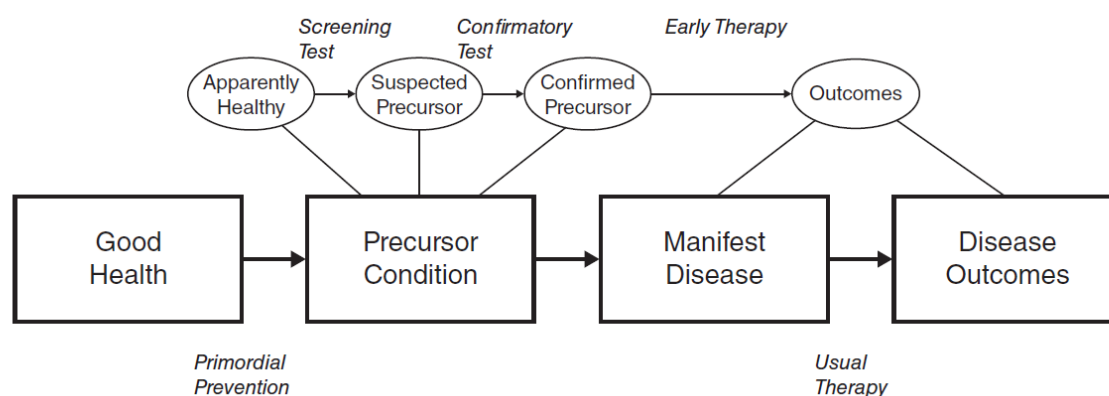 Screening
Test
Confirmatory
Test
Early Therapy
Apparently
Healthy
Suspected
Precursor
Confirmed
Precursor
Outcomes
Good
Health
Precursor
Condition
Manifest
Disease
Disease
Outcomes
Primordial
Prevention
Usual
Therapy